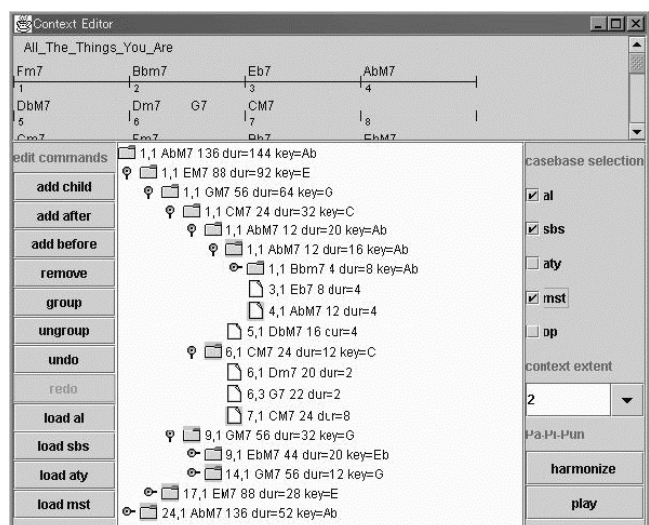 Context Editor
All_The_Things_You_Are
Fm7 Bbm7 Eb7 AbM7
1 2 3 4
DbM7 Dm7 G7 CM7
5 6 7 8
Cm7 Fm7 Bb7 EbM7
edit commands
add child
add after
add before
remove
group
ungroup
undo
redo
load al
load sbs
load aty
load mst
1,1 AbM7 136 dur=144 key=Ab
1,1 EM7 88 dur=92 key=E
1,1 GM7 56 dur=64 key=G
1,1 CM7 24 dur=32 key=C
1,1 AbM7 12 dur=20 key=Ab
1,1 AbM7 12 dur=16 key=Ab
1,1 Bbm7 4 dur=8 key=Ab
3,1 Eb7 8 dur=4
4,1 AbM7 12 dur=4
5,1 DbM7 16 dur=4
6,1 CM7 24 dur=12 key=C
6,1 Dm7 20 dur=2
6,3 G7 22 dur=2
7,1 CM7 24 dur=8
9,1 GM7 56 dur=32 key=G
9,1 EbM7 44 dur=20 key=Eb
14,1 GM7 56 dur=12 key=G
17,1 EM7 88 dur=28 key=E
24,1 AbM7 136 dur=52 key=Ab
casebase selection
al
sbs
aty
mst
op
context extent
2
Pa-Pi-Pun
harmonize
play